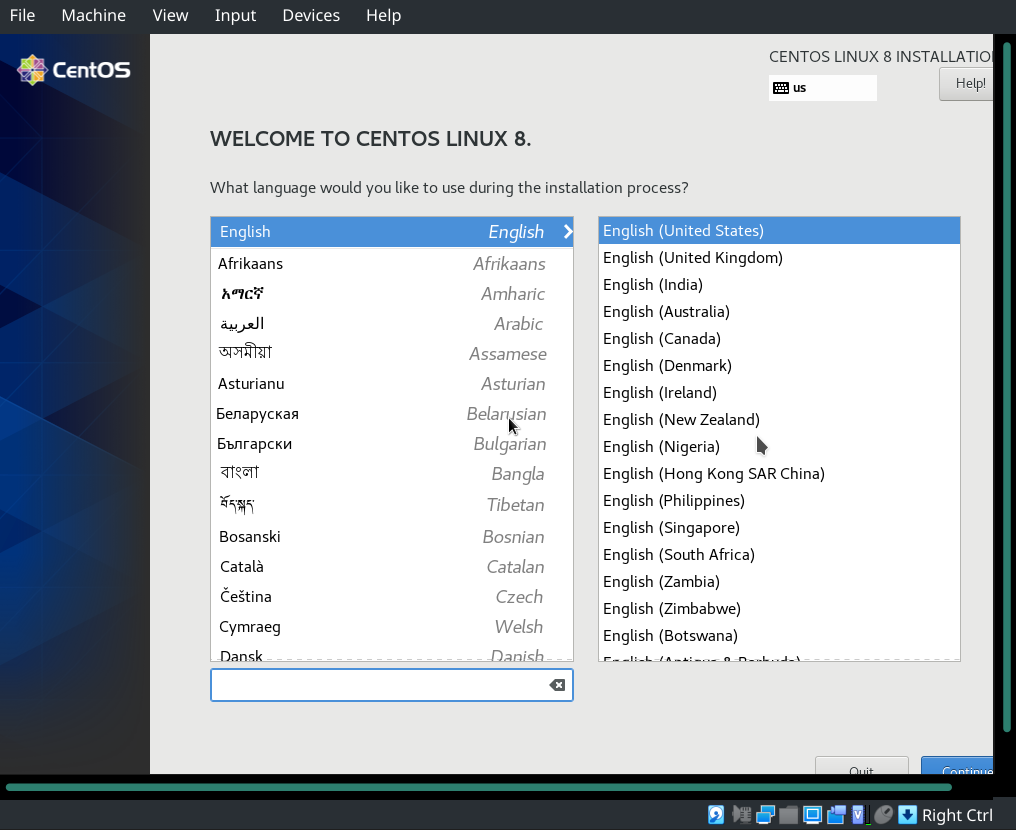 File Machine View Input Devices Help
CentOS
CENTOS LINUX 8 INSTALLATIO
us
Help!
WELCOME TO CENTOS LINUX 8.
What language would you like to use during the installation process?
English English
Afrikaans Afrikaans
አማርኛ Amharic
العربية Arabic
অসমীয়া Assamese
Asturianu Asturian
Беларуская Belarusian
Български Bulgarian
বাংলা Bangla
བོད་སྐད་ Tibetan
Bosanski Bosnian
Català Catalan
Čeština Czech
Cymraeg Welsh
Dansk Danish
English (United States)
English (United Kingdom)
English (India)
English (Australia)
English (Canada)
English (Denmark)
English (Ireland)
English (New Zealand)
English (Nigeria)
English (Hong Kong SAR China)
English (Philippines)
English (Singapore)
English (South Africa)
English (Zambia)
English (Zimbabwe)
English (Botswana)
English (Antigua & Barbuda)
Quit
Continue
Right Ctrl